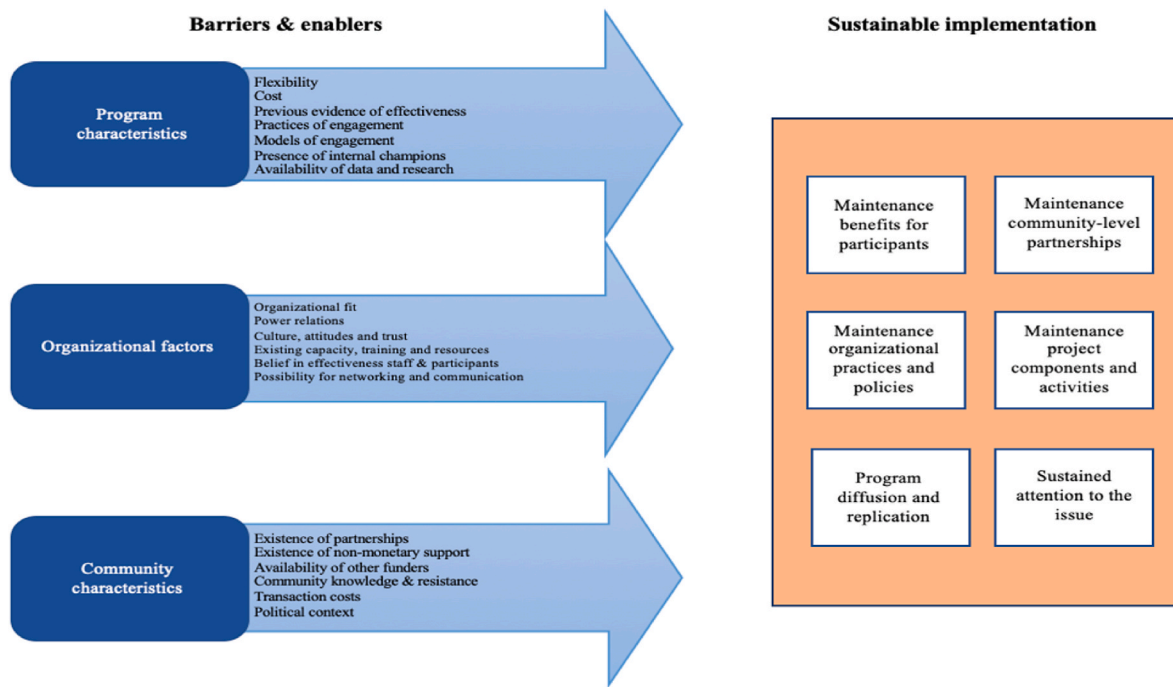 Barriers & enablers
Sustainable implementation
Program
characteristics
Flexibility
Cost
Previous evidence of effectiveness
Practices of engagement
Models of engagement
Presence of internal champions
Availability of data and research
Organizational factors
Organizational fit
Power relations
Culture, attitudes and trust
Existing capacity, training and resources
Belief in effectiveness staff & participants
Possibility for networking and communication
Community
characteristics
Existence of partnerships
Existence of non-monetary support
Availability of other funders
Community knowledge & resistance
Transaction costs
Political context
Maintenance
benefits for
participants
Maintenance
community-level
partnerships
Maintenance
organizational
practices and
policies
Maintenance
project
components and
activities
Program
diffusion and
replication
Sustained
attention to the
issue